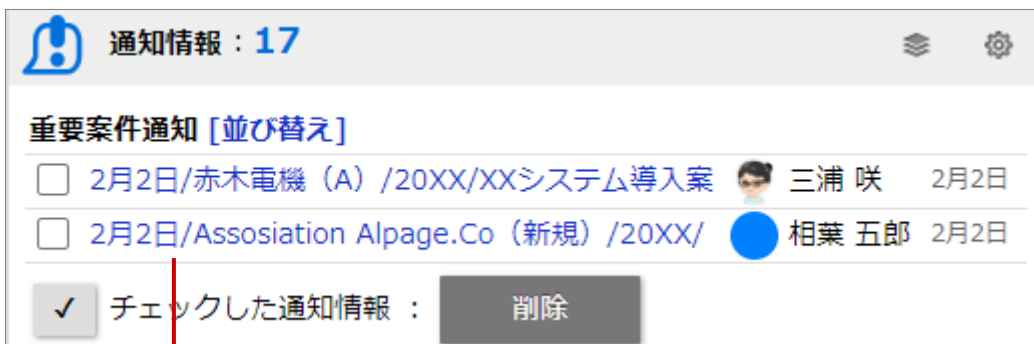 通知情報：17
重要案件通知 [並び替え]
2月2日/赤木電機（A）/20XX/XXシステム導入案 三浦 咲 2月2日
2月2日/Assosiation Alpage.Co（新規）/20XX/ 相葉 五郎 2月2日
✓ チェックした通知情報 ： 削除